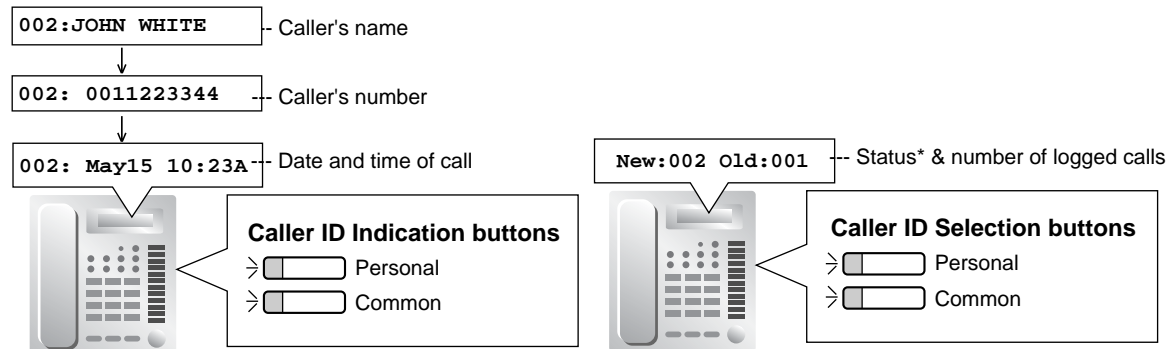 002:JOHN WHITE --- Caller's name
002: 0011223344 --- Caller's number
002: May15 10:23A --- Date and time of call
Caller ID Indication buttons
Personal
Common
New:002 Old:001 --- Status* & number of logged calls
Caller ID Selection buttons
Personal
Common